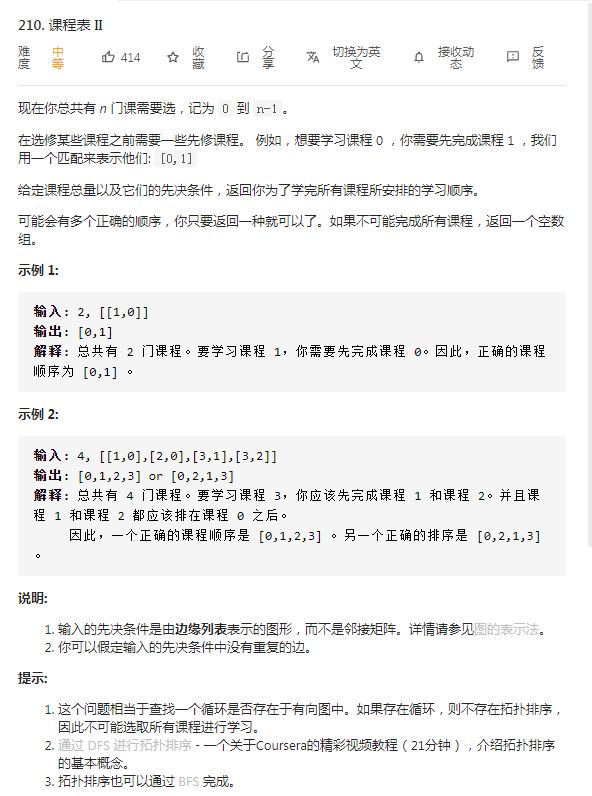 210. 课程表 II
难度 中等 414 收藏 分享 切换为英文 接收动态 反馈
现在你总共有 n 门课需要选，记为 0 到 n-1。
在选修某些课程之前需要一些先修课程。 例如，想要学习课程 0 ，你需要先完成课程 1 ，我们
用一个匹配来表示他们: [0,1]
给定课程总量以及它们的先决条件，返回你为了学完所有课程所安排的学习顺序。
可能会有多个正确的顺序，你只要返回一种就可以了。如果不可能完成所有课程，返回一个空数
组。
示例 1:
输入: 2, [[1,0]]
输出: [0,1]
解释: 总共有 2 门课程。要学习课程 1，你需要先完成课程 0。因此，正确的课程
顺序为 [0,1] 。
示例 2:
输入: 4, [[1,0],[2,0],[3,1],[3,2]]
输出: [0,1,2,3] or [0,2,1,3]
解释: 总共有 4 门课程。要学习课程 3，你应该先完成课程 1 和课程 2。并且课
程 1 和课程 2 都应该排在课程 0 之后。
因此，一个正确的课程顺序是 [0,1,2,3] 。另一个正确的排序是 [0,2,1,3]
。
说明:
1. 输入的先决条件是由边缘列表表示的图形，而不是邻接矩阵。详情请参见图的表示法。
2. 你可以假定输入的先决条件中没有重复的边。
提示:
1. 这个问题相当于查找一个循环是否存在于有向图中。如果存在循环，则不存在拓扑排序，
因此不可能选取所有课程进行学习。
2. 通过 DFS 进行拓扑排序 - 一个关于Coursera的精彩视频教程（21分钟），介绍拓扑排序
的基本概念。
3. 拓扑排序也可以通过 BFS 完成。